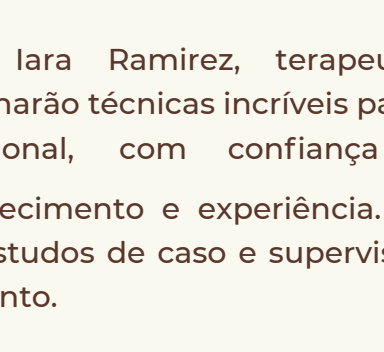 Iara Ramirez, terapeu
narão técnicas incríveis pa
onal, com confiança
ecimento e experiência.
studos de caso e supervis
nto.